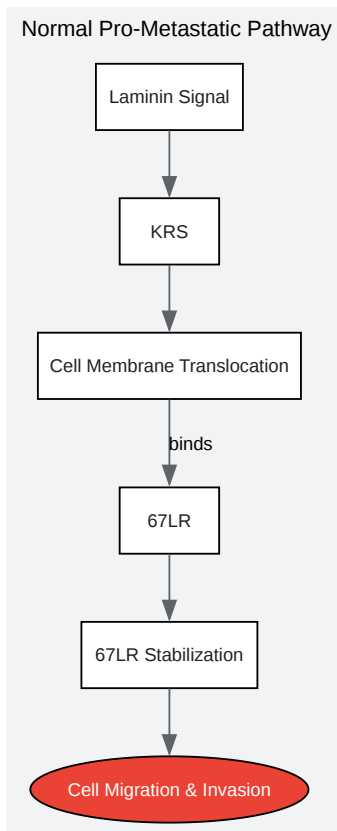 Normal Pro-Metastatic Pathway
Laminin Signal
KRS
Cell Membrane Translocation
binds
67LR
67LR Stabilization
Cell Migration & Invasion